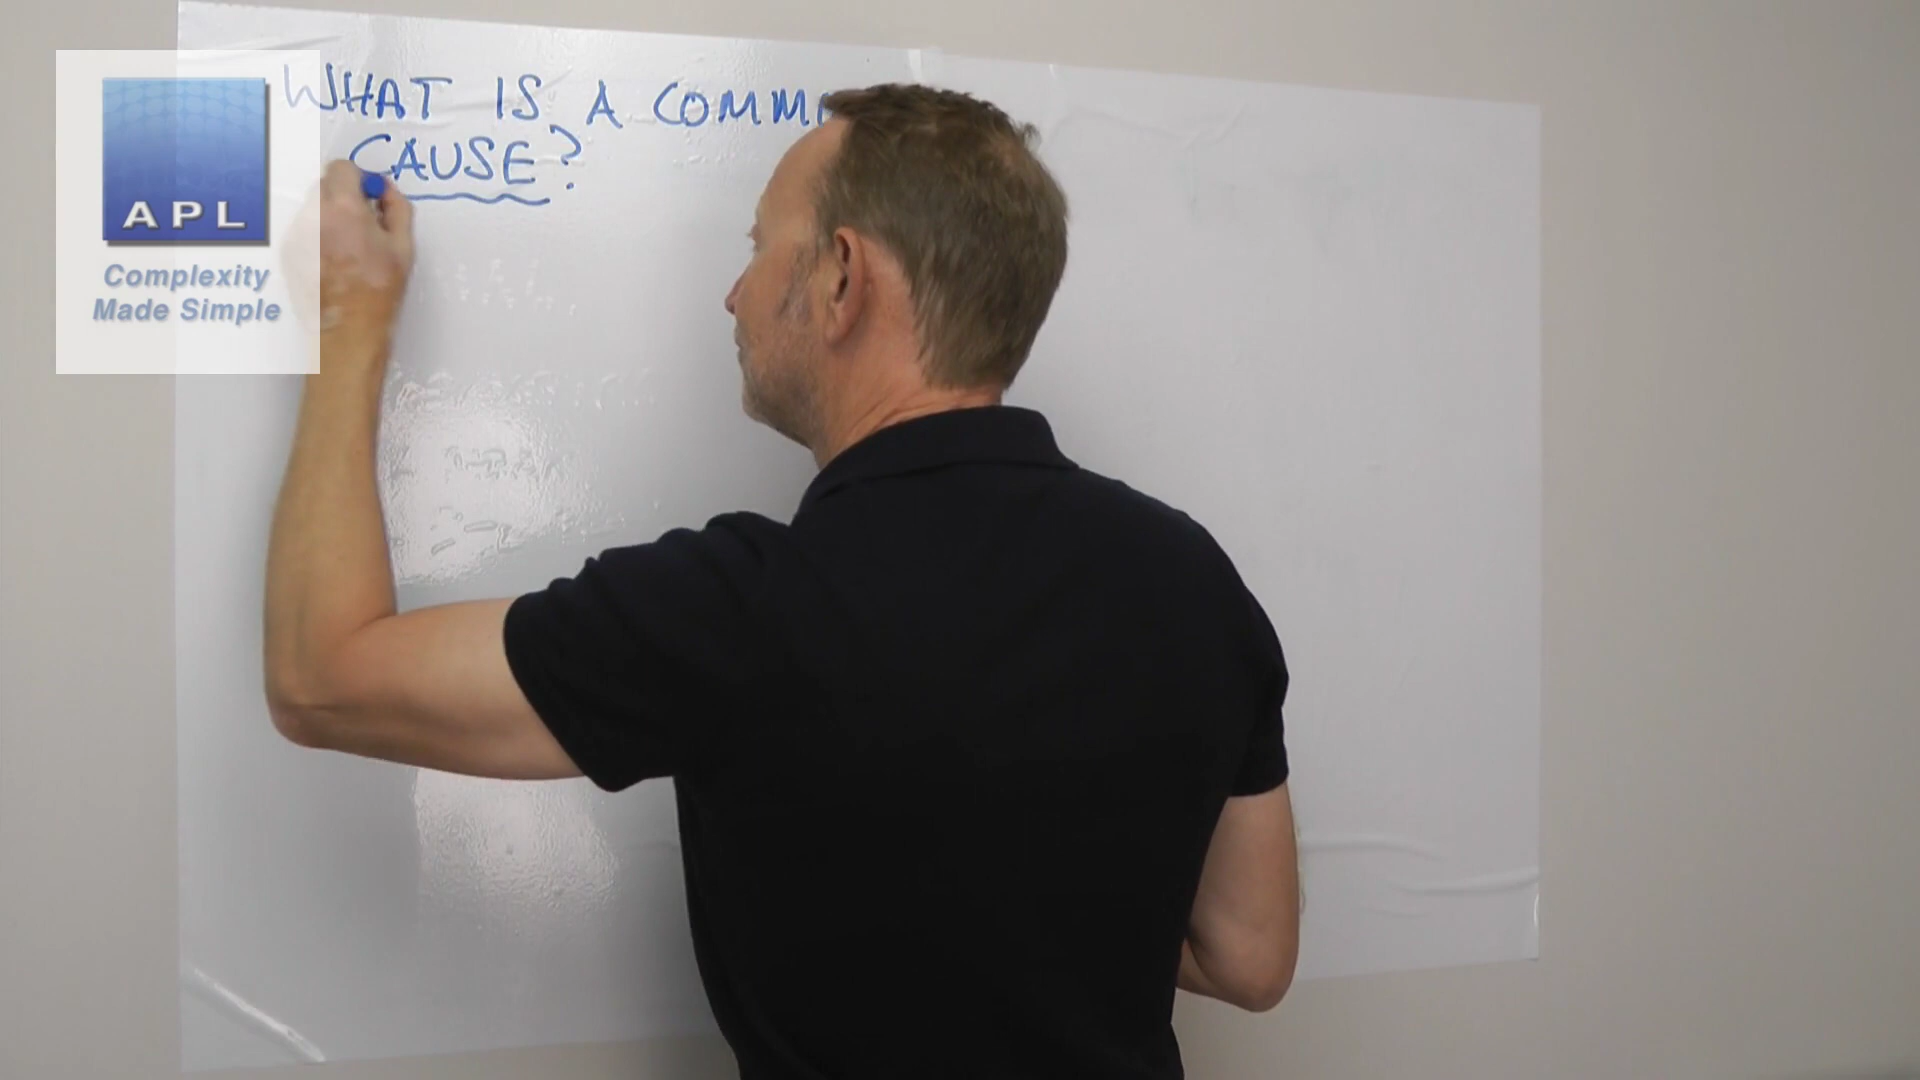 WHAT IS A COMM
CAUSE?
APL
Complexity
Made Simple